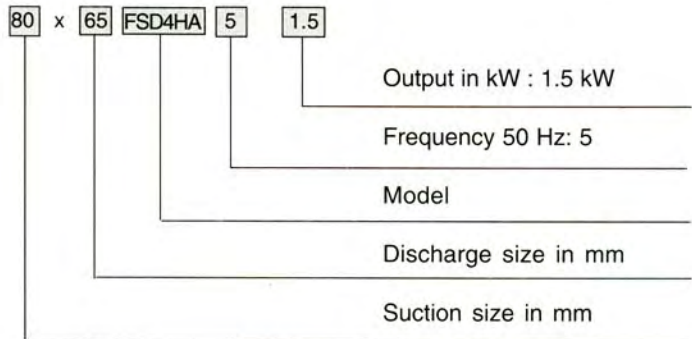 80 x 65 FSD4HA 5 1.5
Output in kW : 1.5 kW
Frequency 50 Hz: 5
Model
Discharge size in mm
Suction size in mm